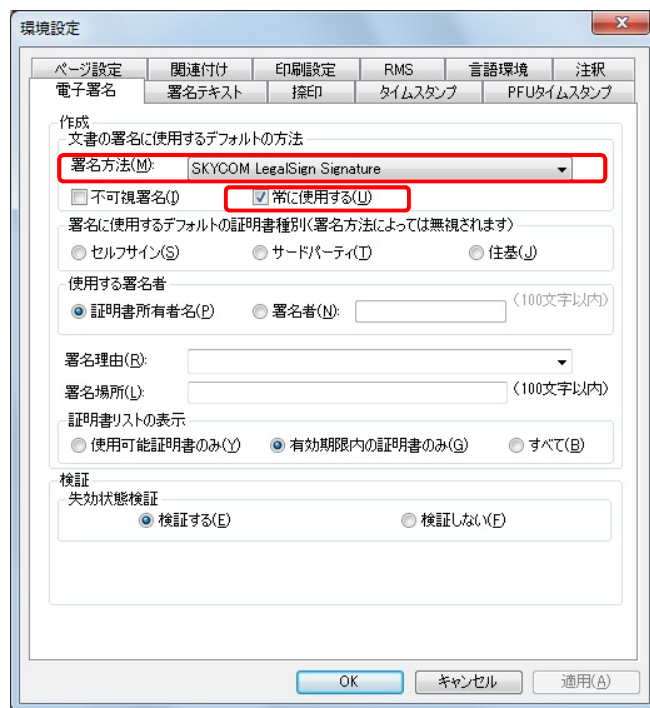 環境設定
ページ設定 関連付け 印刷設定 RMS 言語環境 注釈
電子署名 署名テキスト 捺印 タイムスタンプ PFUタイムスタンプ
作成
文書の署名に使用するデフォルトの方法
署名方法(M): SKYCOM LegalSign Signature
不可視署名(I) 常に使用する(U)
署名に使用するデフォルトの証明書種別(署名方法によっては無視されます)
セルフサイン(S) サードパーティ(T) 住基(J)
使用する署名者
証明書所有者名(P) 署名者(N): (100文字以内)
署名理由(R):
署名場所(L): (100文字以内)
証明書リストの表示
使用可能証明書のみ(Y) 有効期限内の証明書のみ(G) すべて(B)
検証
失効状態検証
検証する(E) 検証しない(F)
OK キャンセル 適用(A)